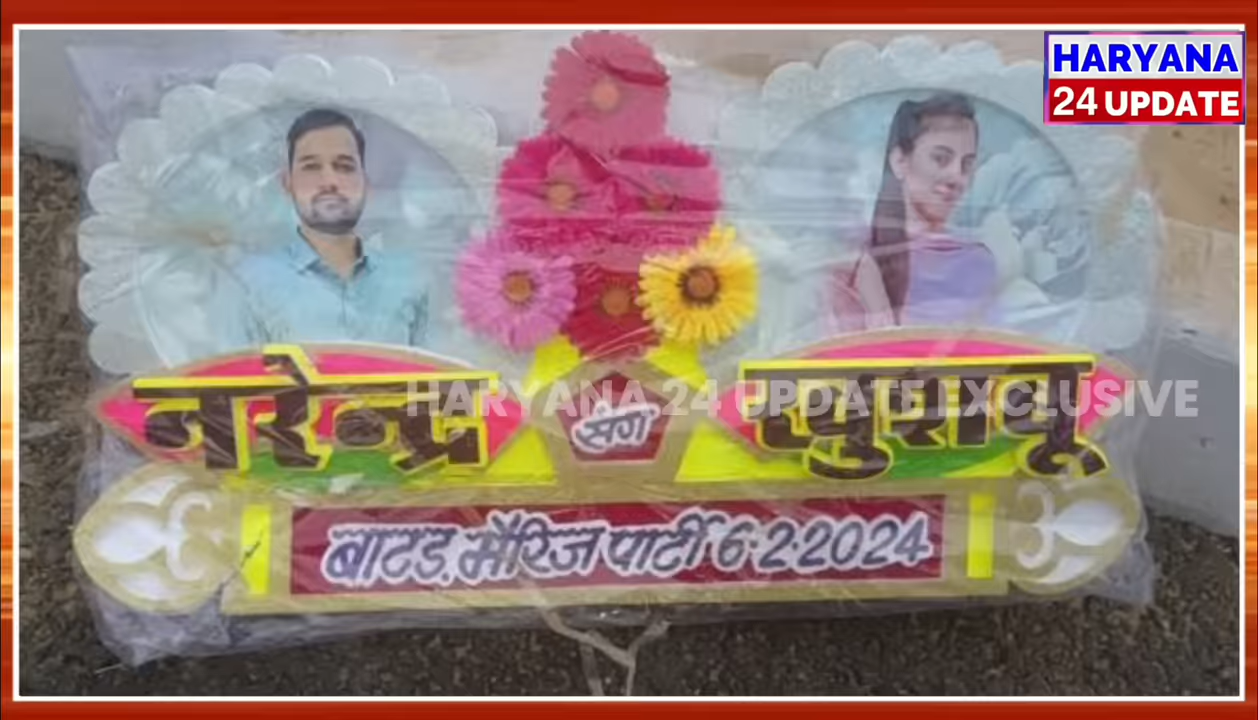 HARYANA
24 UPDATE
नरेन्द्र संग खुशबू
HARYANA 24 UPDATE EXCLUSIVE
बाटड़ मैरिज पार्टी 6-2-2024